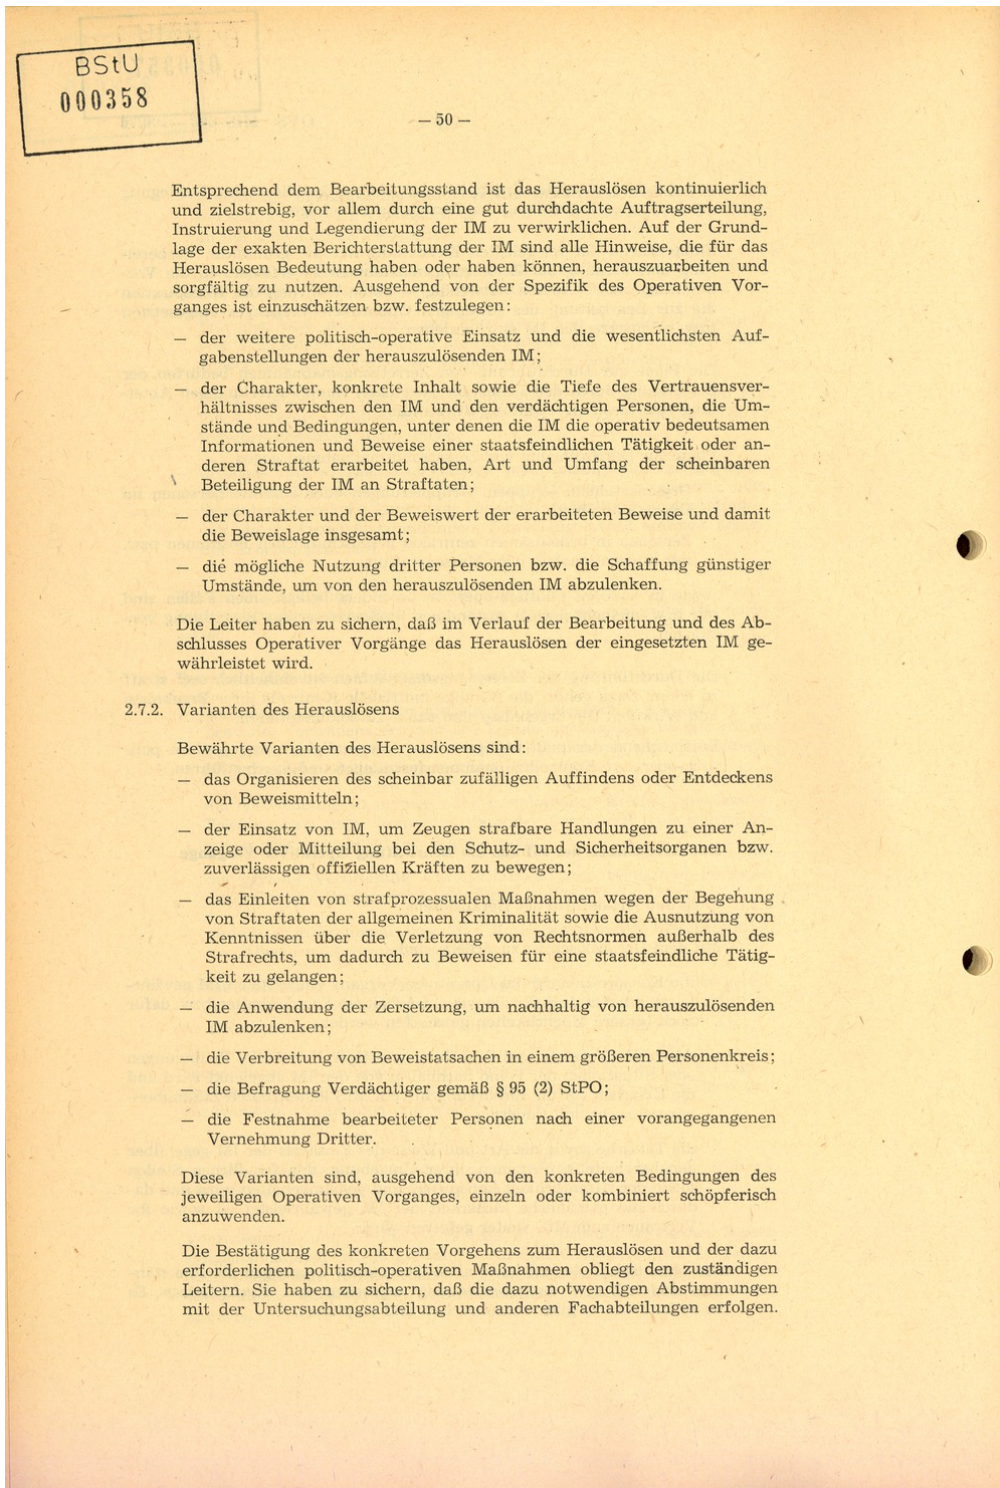 BStU
000358
— 50 —
Entsprechend dem Bearbeitungsstand ist das Herauslösen kontinuierlich
und zielstrebig, vor allem durch eine gut durchdachte Auftragserteilung,
Instruierung und Legendierung der IM zu verwirklichen. Auf der Grund-
lage der exakten Berichterstattung der IM sind alle Hinweise, die für das
Herauslösen Bedeutung haben oder haben können, herauszuarbeiten und
sorgfältig zu nutzen. Ausgehend von der Spezifik des Operativen Vor-
ganges ist einzuschätzen bzw. festzulegen:
— der weitere politisch-operative Einsatz und die wesentlichsten Auf-
gabenstellungen der herauszulösenden IM;
— der Charakter, konkrete Inhalt sowie die Tiefe des Vertrauensver-
hältnisses zwischen den IM und den verdächtigen Personen, die Um-
stände und Bedingungen, unter denen die IM die operativ bedeutsamen
Informationen und Beweise einer staatsfeindlichen Tätigkeit oder an-
deren Straftat erarbeitet haben, Art und Umfang der scheinbaren
Beteiligung der IM an Straftaten;
— der Charakter und der Beweiswert der erarbeiteten Beweise und damit
die Beweislage insgesamt;
— die mögliche Nutzung dritter Personen bzw. die Schaffung günstiger
Umstände, um von den herauszulösenden IM abzulenken.
Die Leiter haben zu sichern, daß im Verlauf der Bearbeitung und des Ab-
schlusses Operativer Vorgänge das Herauslösen der eingesetzten IM ge-
währleistet wird.
2.7.2. Varianten des Herauslösens
Bewährte Varianten des Herauslösens sind:
— das Organisieren des scheinbar zufälligen Auffindens oder Entdeckens
von Beweismitteln;
— der Einsatz von IM, um Zeugen strafbare Handlungen zu einer An-
zeige oder Mitteilung bei den Schutz- und Sicherheitsorganen bzw.
zuverlässigen offiziellen Kräften zu bewegen;
— das Einleiten von strafprozessualen Maßnahmen wegen der Begehung
von Straftaten der allgemeinen Kriminalität sowie die Ausnutzung von
Kenntnissen über die Verletzung von Rechtsnormen außerhalb des
Strafrechts, um dadurch zu Beweisen für eine staatsfeindliche Tätig-
keit zu gelangen;
— die Anwendung der Zersetzung, um nachhaltig von herauszulösenden
IM abzulenken;
— die Verbreitung von Beweistatsachen in einem größeren Personenkreis;
— die Befragung Verdächtiger gemäß § 95 (2) StPO;
— die Festnahme bearbeiteter Personen nach einer vorangegangenen
Vernehmung Dritter.
Diese Varianten sind, ausgehend von den konkreten Bedingungen des
jeweiligen Operativen Vorganges, einzeln oder kombiniert schöpferisch
anzuwenden.
Die Bestätigung des konkreten Vorgehens zum Herauslösen und der dazu
erforderlichen politisch-operativen Maßnahmen obliegt den zuständigen
Leitern. Sie haben zu sichern, daß die dazu notwendigen Abstimmungen
mit der Untersuchungsabteilung und anderen Fachabteilungen erfolgen.